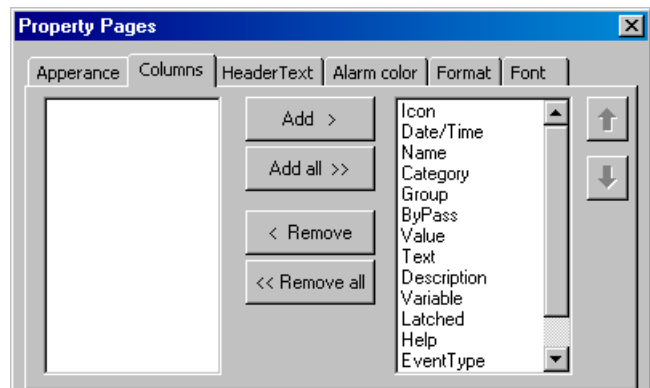 Property Pages
Apperance Columns HeaderText Alarm color Format Font
Add >
Add all >>
< Remove
<< Remove all
Icon
Date/Time
Name
Category
Group
ByPass
Value
Text
Description
Variable
Latched
Help
EventType